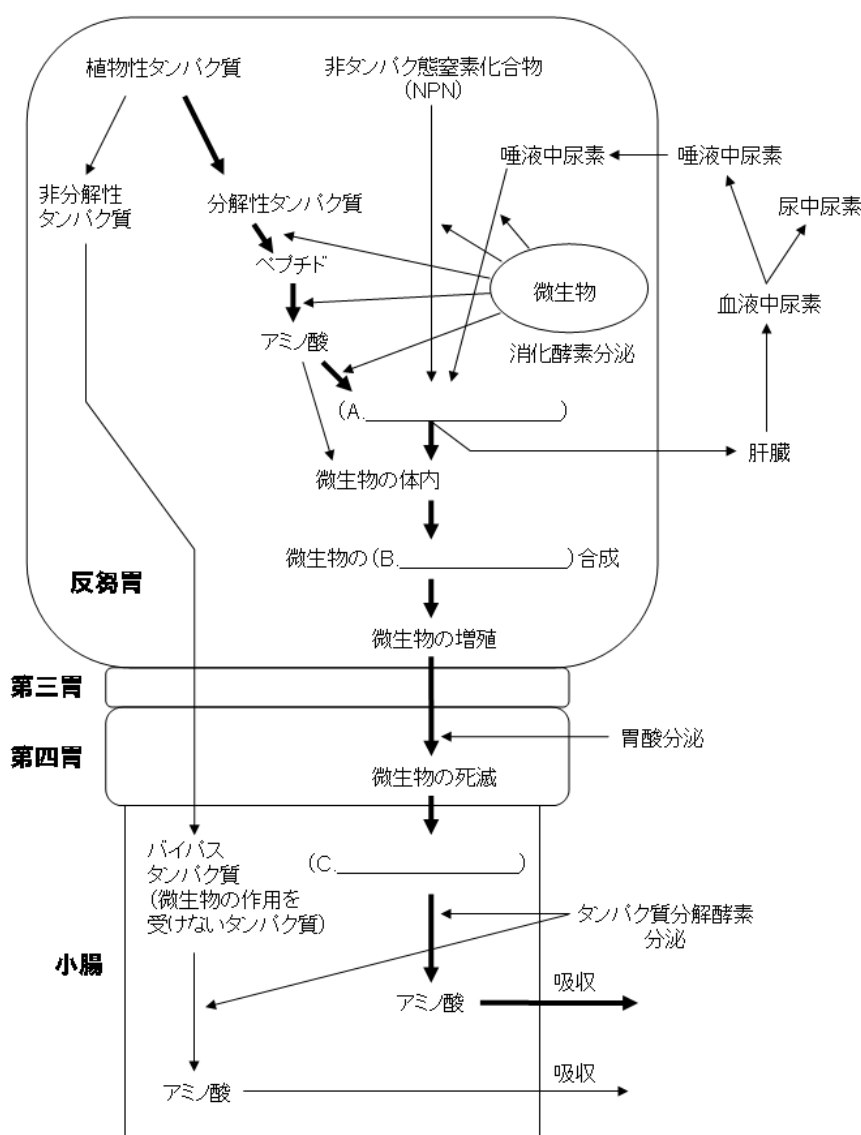 植物性タンパク質
非タンパク態窒素化合物
(NPN)
唾液中尿素
唾液中尿素
尿中尿素
非分解性
タンパク質
分解性タンパク質
ペプチド
微生物
血液中尿素
アミノ酸
消化酵素分泌
(A.______________)
肝臓
微生物の体内
微生物の(B.____________)合成
反芻胃
微生物の増殖
第三胃
胃酸分泌
第四胃
微生物の死滅
バイパス
タンパク質
(微生物の作用を
受けないタンパク質)
(C.____________)
タンパク質分解酵素
分泌
小腸
アミノ酸
吸収
アミノ酸
吸収